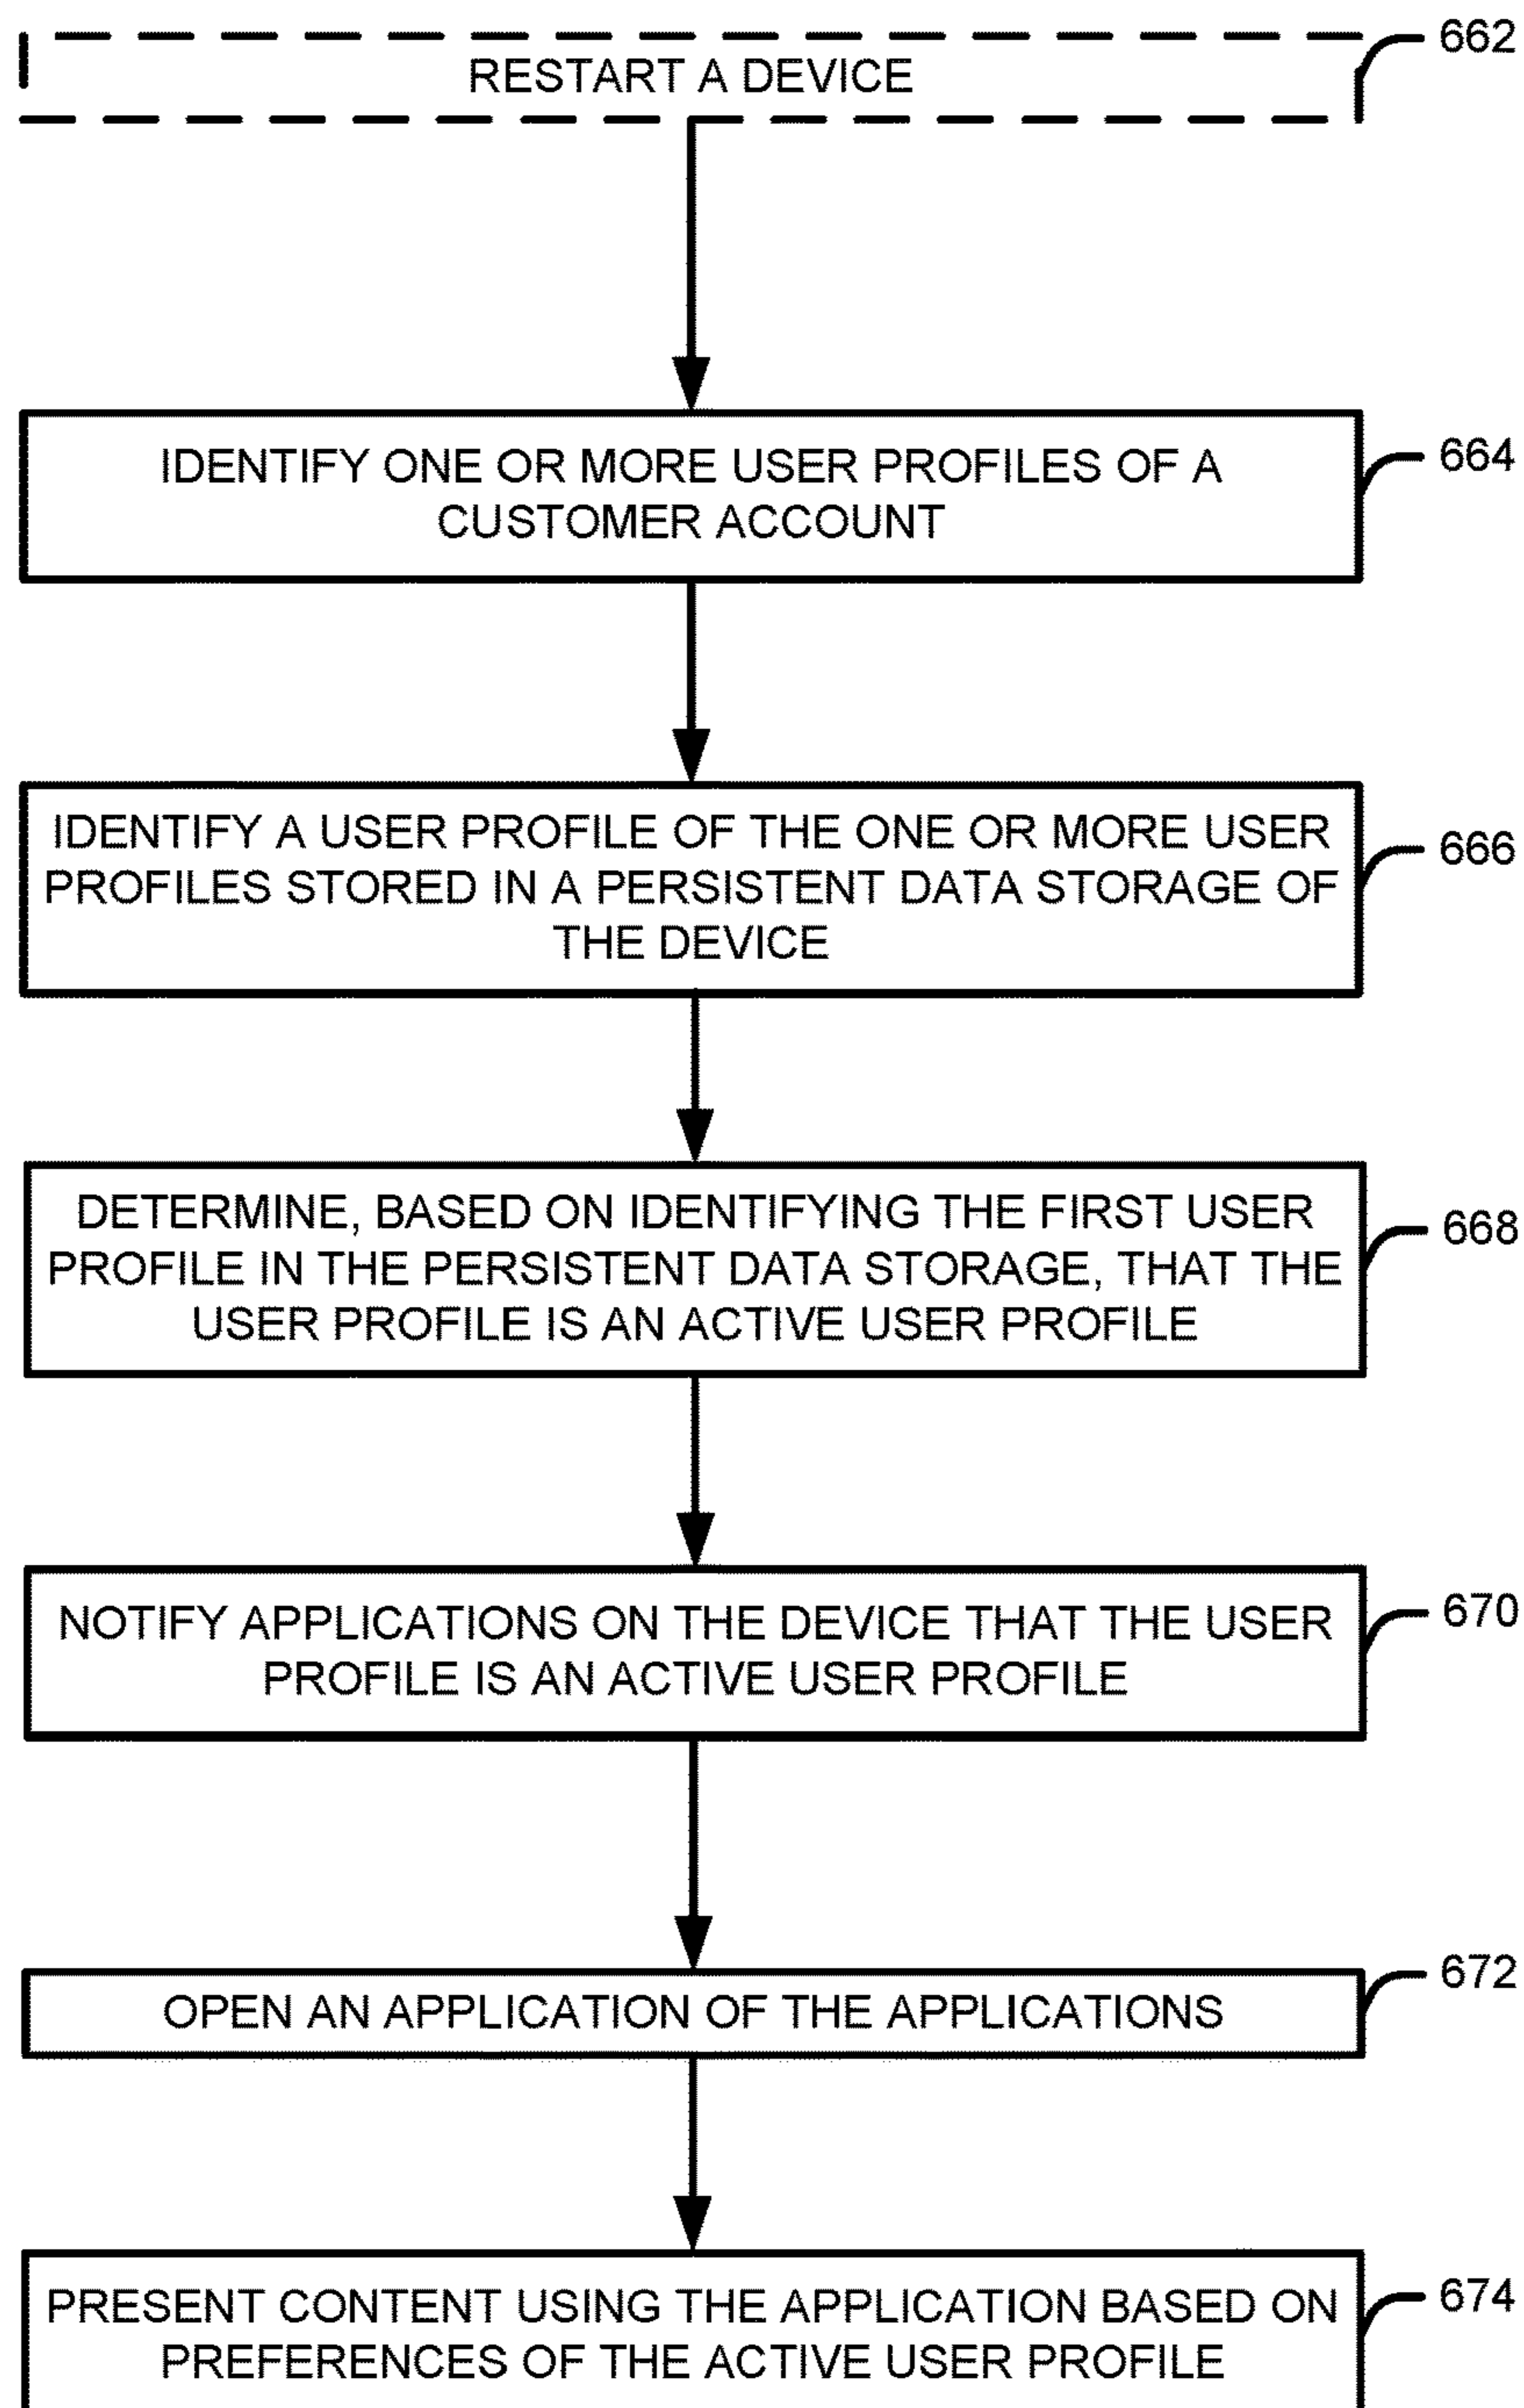 RESTART A DEVICE
662
IDENTIFY ONE OR MORE USER PROFILES OF A
CUSTOMER ACCOUNT
664
IDENTIFY A USER PROFILE OF THE ONE OR MORE USER
PROFILES STORED IN A PERSISTENT DATA STORAGE OF
THE DEVICE
666
DETERMINE, BASED ON IDENTIFYING THE FIRST USER
PROFILE IN THE PERSISTENT DATA STORAGE, THAT THE
USER PROFILE IS AN ACTIVE USER PROFILE
668
NOTIFY APPLICATIONS ON THE DEVICE THAT THE USER
PROFILE IS AN ACTIVE USER PROFILE
670
OPEN AN APPLICATION OF THE APPLICATIONS
672
PRESENT CONTENT USING THE APPLICATION BASED ON
PREFERENCES OF THE ACTIVE USER PROFILE
674